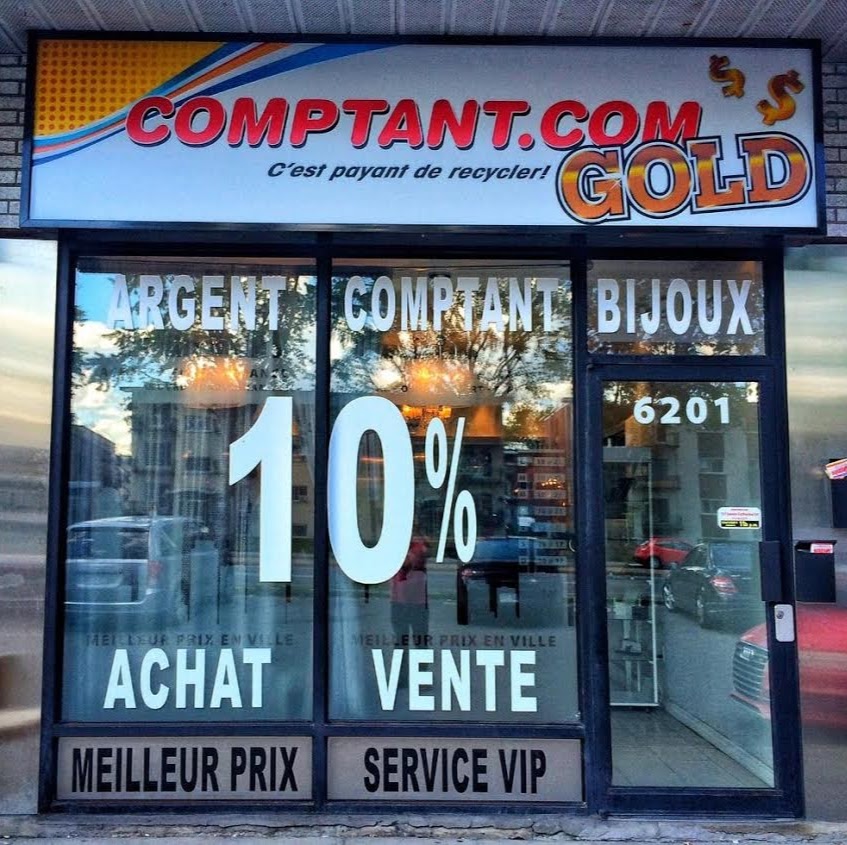 COMPTANT.COM
C'est payant de recycler!
GOLD
ARGENT COMPTANT BIJOUX
6201
10%
MEILLEUR PRIX EN VILLE MEILLEUR PRIX EN VILLE
ACHAT VENTE
MEILLEUR PRIX SERVICE VIP